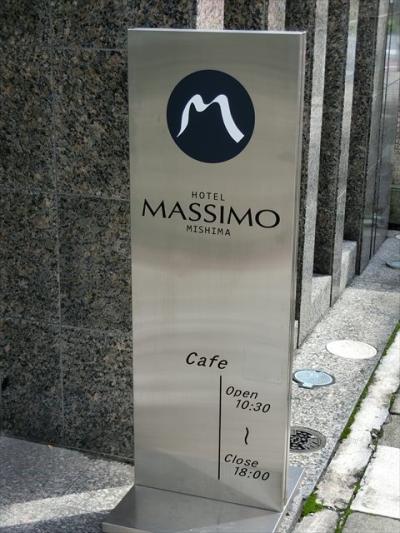 M
HOTEL
MASSIMO
MISHIMA
Cafe
Open
10:30
~
Close
18:00